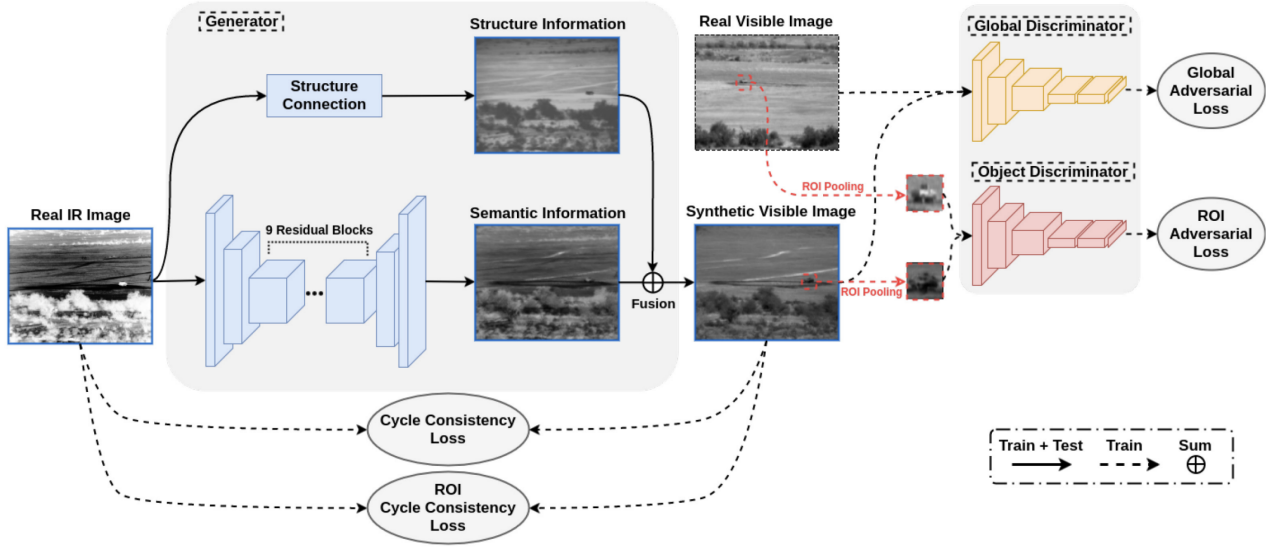 Generator
Structure Information
Real Visible Image
Global Discriminator
Structure
Connection
Global
Adversarial
Loss
ROI Pooling
Object Discriminator
Real IR Image
9 Residual Blocks
Semantic Information
Synthetic Visible Image
ROI
Adversarial
Loss
ROI Pooling
Fusion
Cycle Consistency
Loss
ROI
Cycle Consistency
Loss
Train + Test
Train
Sum